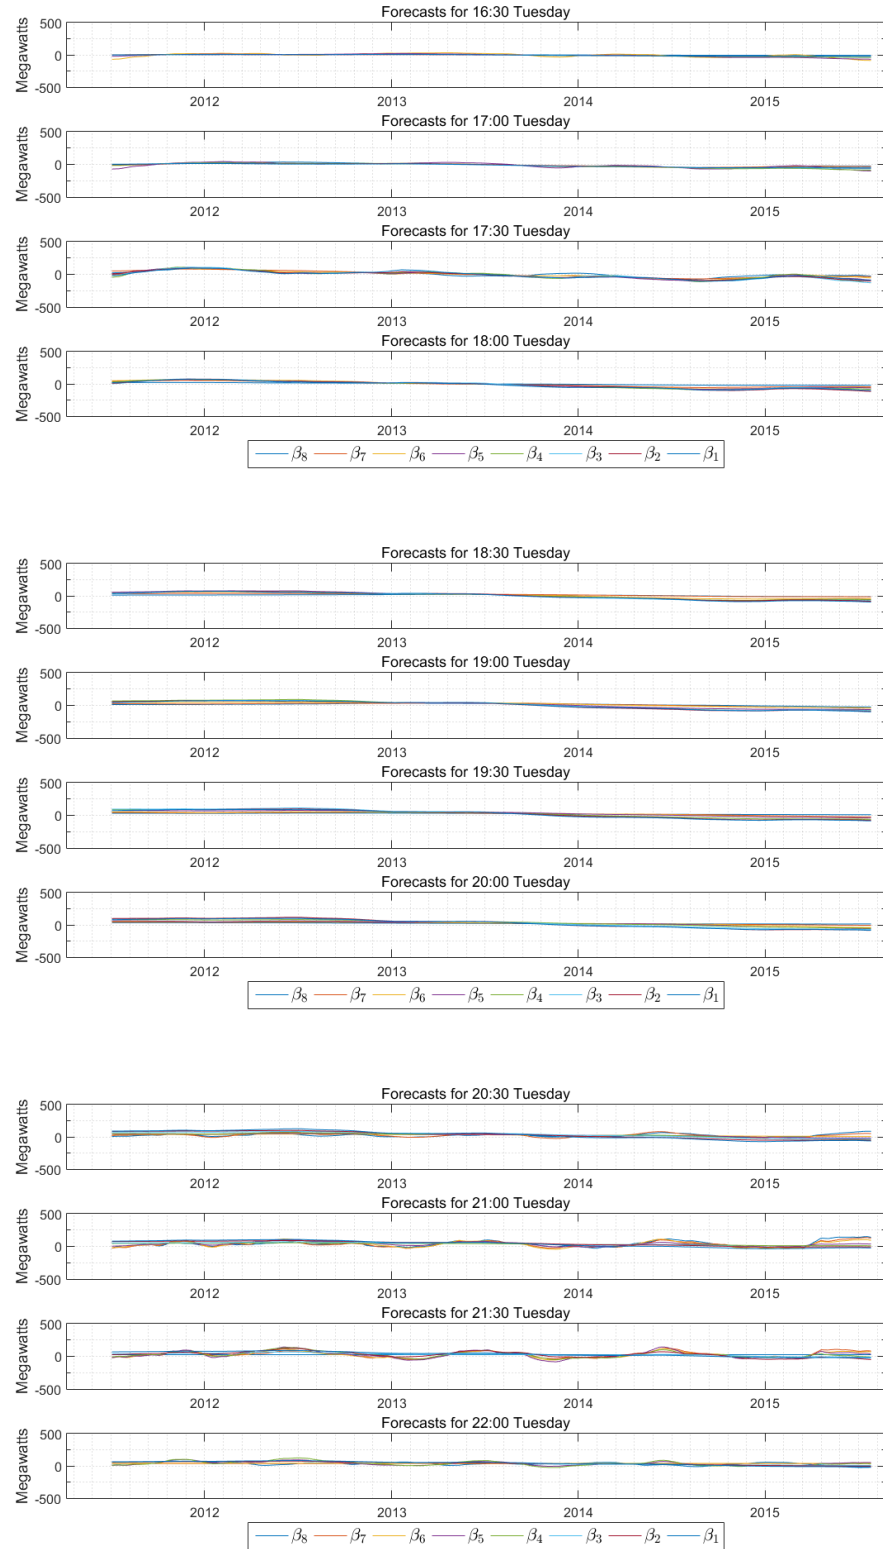 Forecasts for 16:30 Tuesday
Megawatts
500
0
-500
2012 2013 2014 2015
Forecasts for 17:00 Tuesday
Megawatts
500
0
-500
2012 2013 2014 2015
Forecasts for 17:30 Tuesday
Megawatts
500
0
-500
2012 2013 2014 2015
Forecasts for 18:00 Tuesday
Megawatts
500
0
-500
2012 2013 2014 2015
β8 β7 β6 β5 β4 β3 β2 β1
Forecasts for 18:30 Tuesday
Megawatts
500
0
-500
2012 2013 2014 2015
Forecasts for 19:00 Tuesday
Megawatts
500
0
-500
2012 2013 2014 2015
Forecasts for 19:30 Tuesday
Megawatts
500
0
-500
2012 2013 2014 2015
Forecasts for 20:00 Tuesday
Megawatts
500
0
-500
2012 2013 2014 2015
β8 β7 β6 β5 β4 β3 β2 β1
Forecasts for 20:30 Tuesday
Megawatts
500
0
-500
2012 2013 2014 2015
Forecasts for 21:00 Tuesday
Megawatts
500
0
-500
2012 2013 2014 2015
Forecasts for 21:30 Tuesday
Megawatts
500
0
-500
2012 2013 2014 2015
Forecasts for 22:00 Tuesday
Megawatts
500
0
-500
2012 2013 2014 2015
β8 β7 β6 β5 β4 β3 β2 β1